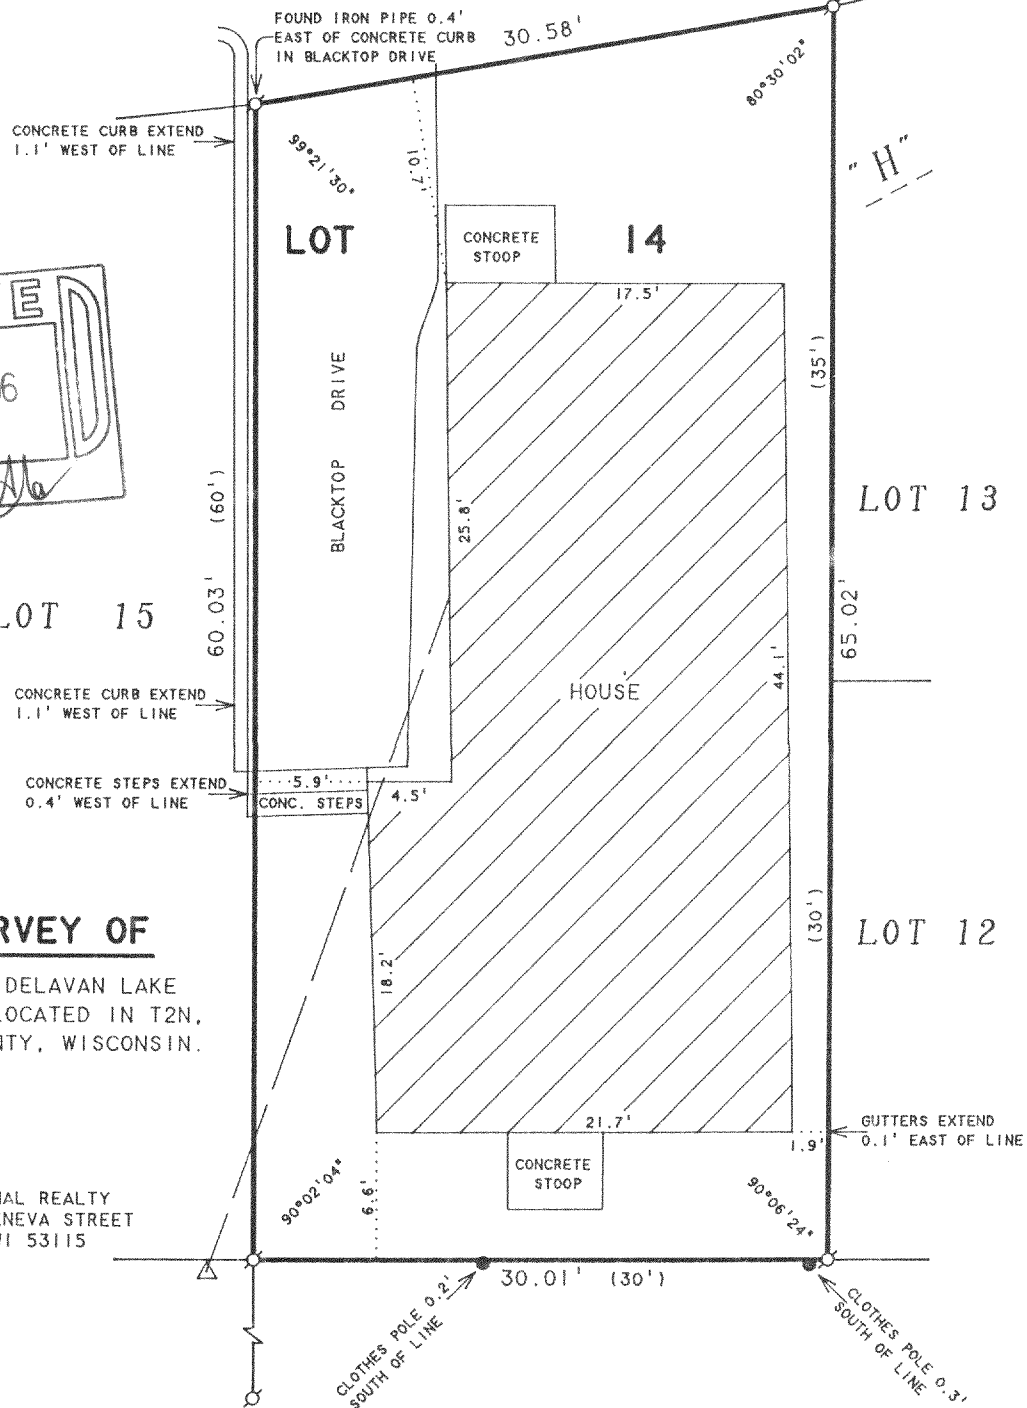 FOUND IRON PIPE 0.4'
EAST OF CONCRETE CURB
IN BLACKTOP DRIVE
30.58'
80°30'02"
CONCRETE CURB EXTEND
1.1' WEST OF LINE
99°21'30"
10.7'
"H"
LOT 14
CONCRETE
STOOP
17.5'
E D
6
(35')
BLACKTOP DRIVE
(60')
25.8'
LOT 13
60.03'
65.02'
LOT 15
44.1'
HOUSE
CONCRETE CURB EXTEND
1.1' WEST OF LINE
CONCRETE STEPS EXTEND
0.4' WEST OF LINE
5.9'
4.5'
CONC. STEPS
(30')
LOT 12
RVEY OF
18.2'
DELAVAN LAKE
LOCATED IN T2N,
NTY, WISCONSIN.
21.7'
GUTTERS EXTEND
0.1' EAST OF LINE
1.9'
CONCRETE
STOOP
90°02'04"
6.6'
90°06'24"
NAL REALTY
ENEVA STREET
WI 53115
30.01' (30')
CLOTHES POLE 0.2'
SOUTH OF LINE
CLOTHES POLE 0.3'
SOUTH OF LINE